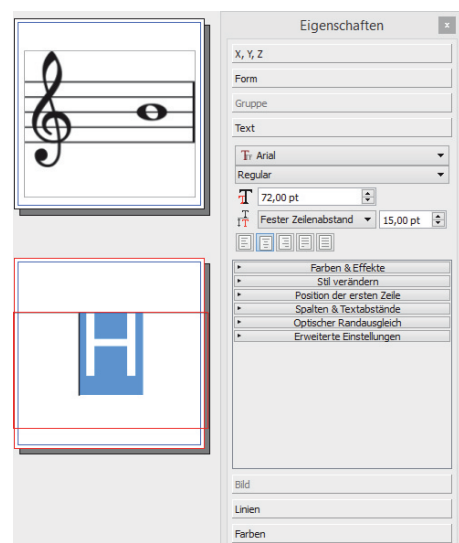 Eigenschaften x
X, Y, Z
Form
Gruppe
Text
Arial
Regular
72,00 pt
Fester Zeilenabstand 15,00 pt
Farben & Effekte
Stil verändern
Position der ersten Zeile
Spalten & Textabstände
Optischer Randausgleich
Erweiterte Einstellungen
Bild
Linien
Farben
H